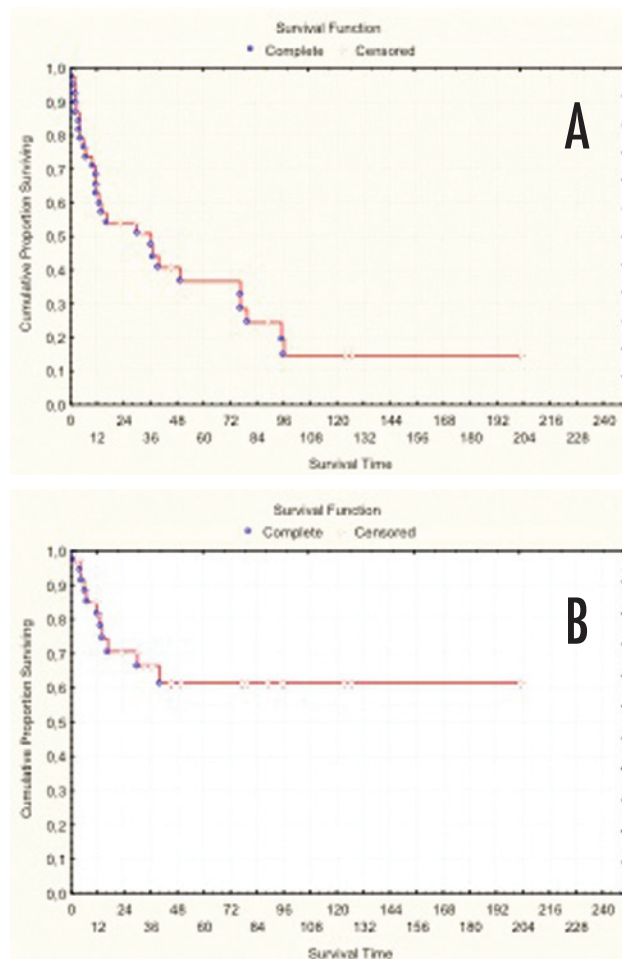 Survival Function
Complete Censored
A
Cumulative Proportion Surviving
1,0
0,9
0,8
0,7
0,6
0,5
0,4
0,3
0,2
0,1
0,0
0 24 48 72 96 120 144 168 192 216 240
12 36 60 84 108 132 156 180 204 228
Survival Time
Survival Function
Complete Censored
B
Cumulative Proportion Surviving
1,0
0,9
0,8
0,7
0,6
0,5
0,4
0,3
0,2
0,1
0,0
0 24 48 72 96 120 144 168 192 216 240
12 36 60 84 108 132 156 180 204 228
Survival Time